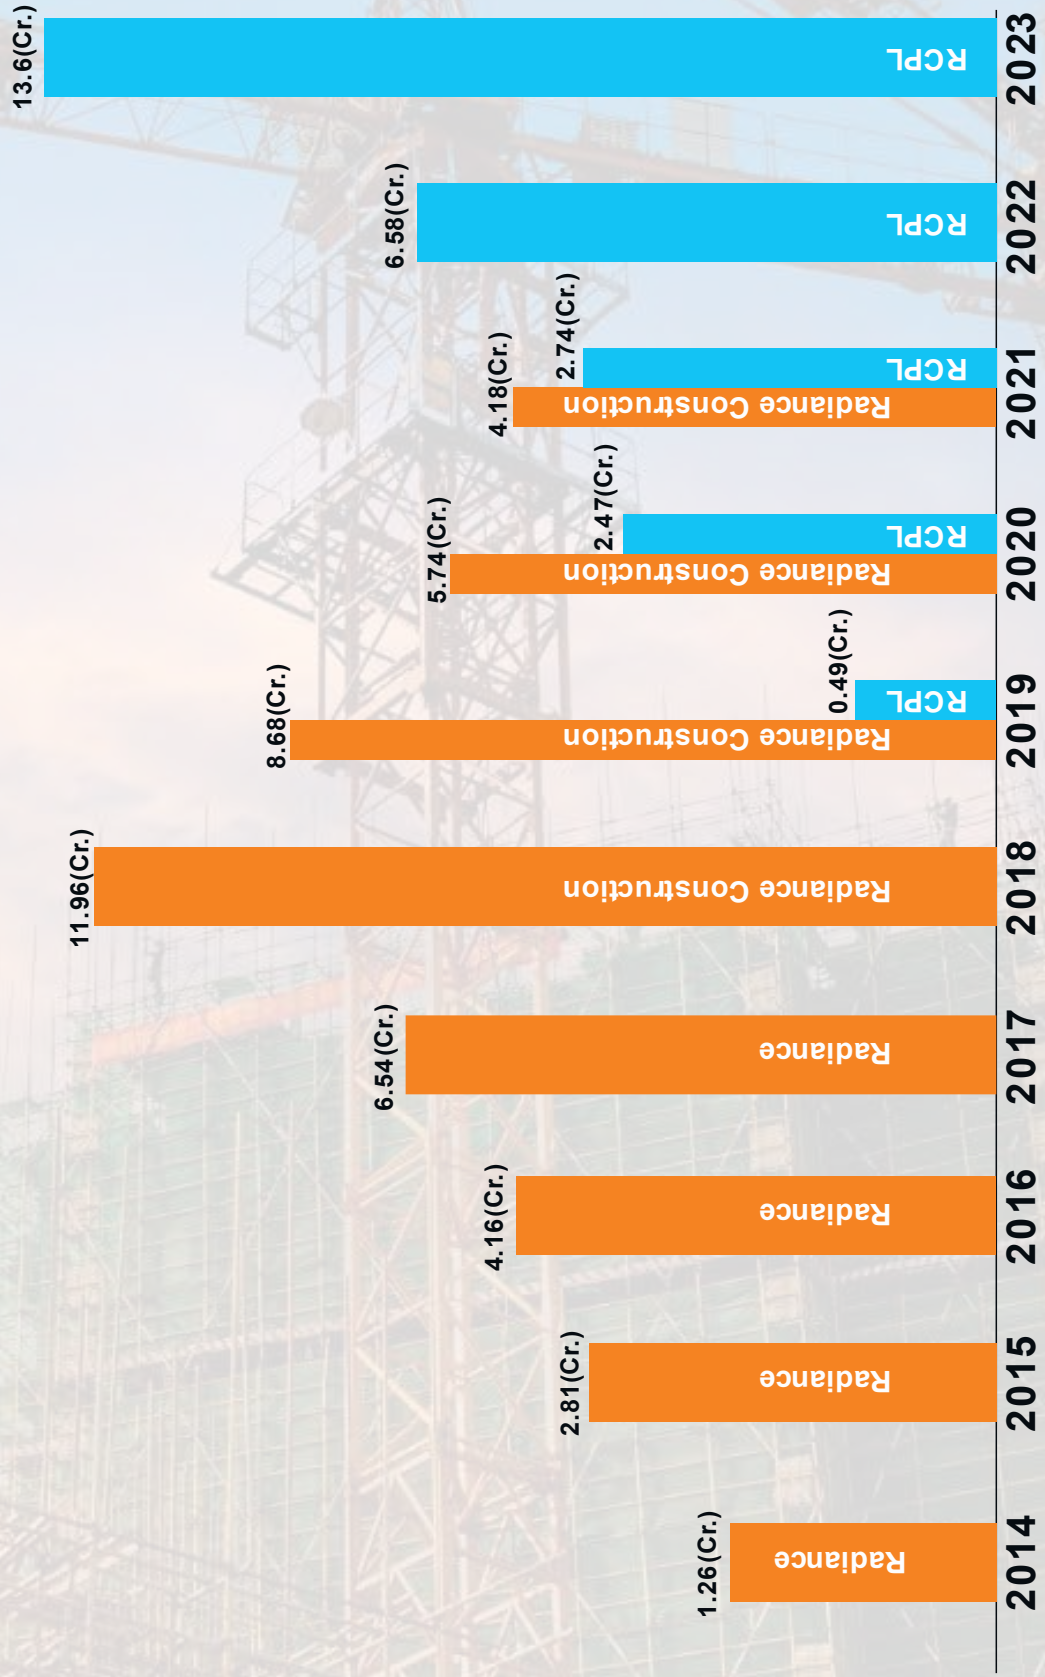 1.26(Cr.)
Radiance
2014
2.81(Cr.)
Radiance
2015
4.16(Cr.)
Radiance
2016
6.54(Cr.)
Radiance
2017
11.96(Cr.)
Radiance Construction
2018
8.68(Cr.)
Radiance Construction
0.49(Cr.)
RCPL
2019
5.74(Cr.)
Radiance Construction
2.47(Cr.)
RCPL
2020
4.18(Cr.)
Radiance Construction
2.74(Cr.)
RCPL
2021
6.58(Cr.)
RCPL
2022
13.6(Cr.)
RCPL
2023